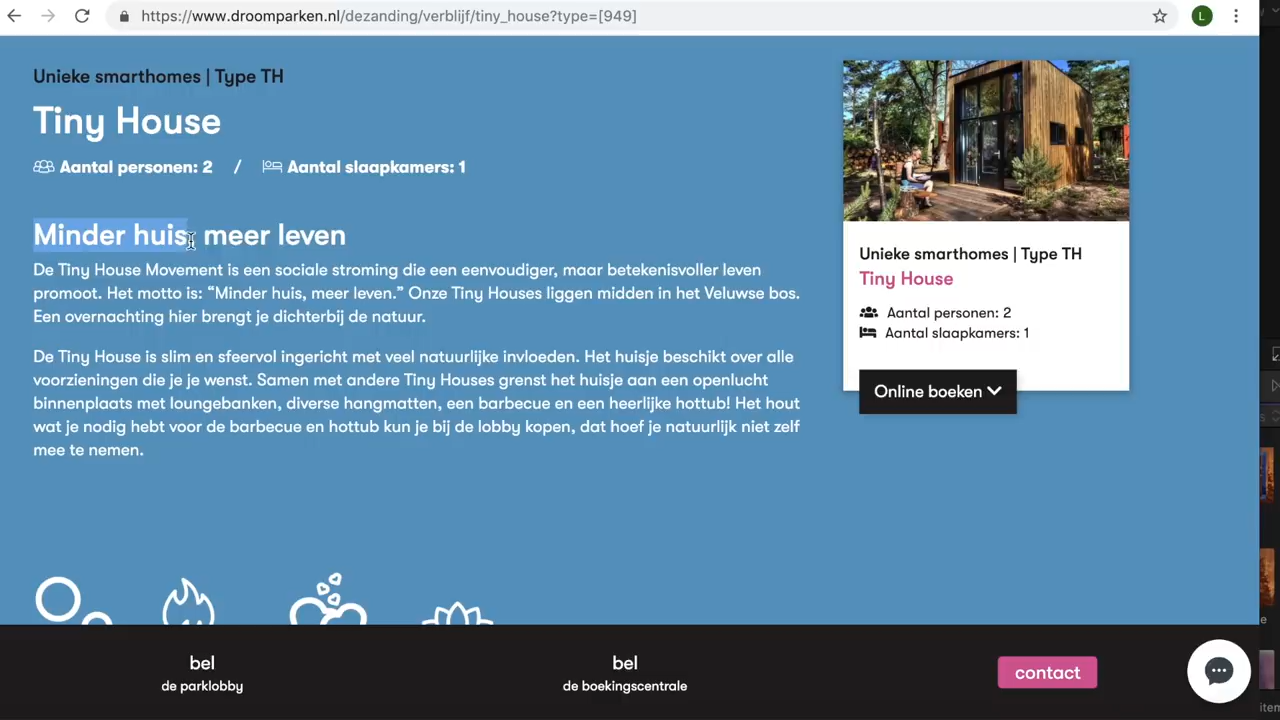 https://www.droomparken.nl/dezanding/verblijf/tiny_house?type=[949]
L
Unieke smarthomes | Type TH
Tiny House
Aantal personen: 2 / Aantal slaapkamers: 1
Minder huis, meer leven
De Tiny House Movement is een sociale stroming die een eenvoudiger, maar betekenisvoller leven
promoot. Het motto is: “Minder huis, meer leven.” Onze Tiny Houses liggen midden in het Veluwse bos.
Een overnachting hier brengt je dichterbij de natuur.
De Tiny House is slim en sfeervol ingericht met veel natuurlijke invloeden. Het huisje beschikt over alle
voorzieningen die je je wenst. Samen met andere Tiny Houses grenst het huisje aan een openlucht
binnenplaats met loungebanken, diverse hangmatten, een barbecue en een heerlijke hottub! Het hout
wat je nodig hebt voor de barbecue en hottub kun je bij de lobby kopen, dat hoef je natuurlijk niet zelf
mee te nemen.
Unieke smarthomes | Type TH
Tiny House
Aantal personen: 2
Aantal slaapkamers: 1
Online boeken
bel
de parklobby
bel
de boekingscentrale
contact